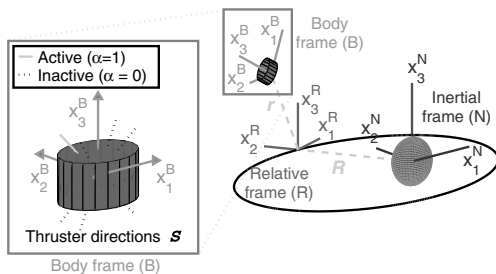 Active (α=1)
Inactive (α = 0)
x₃ᴮ
x₂ᴮ
x₁ᴮ
Thruster directions S
Body frame (B)
Body
frame (B)
x₃ᴮ
x₁ᴮ
x₂ᴮ
r
x₃ᴿ
x₁ᴿ
x₂ᴿ
Relative
frame (R)
R
x₃ᴺ
Inertial
frame (N)
x₂ᴺ
x₁ᴺ